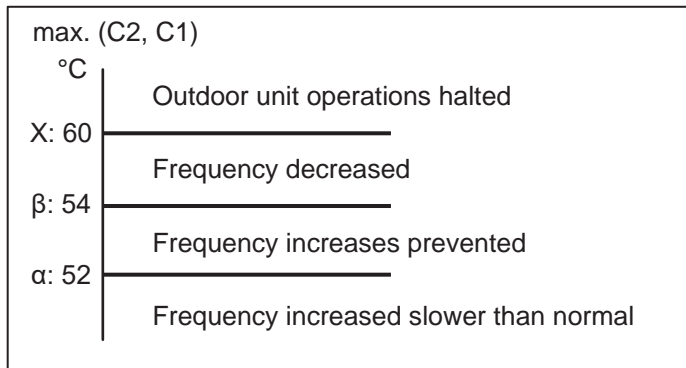 max. (C2, C1)
°C
Outdoor unit operations halted
X: 60
Frequency decreased
β: 54
Frequency increases prevented
α: 52
Frequency increased slower than normal